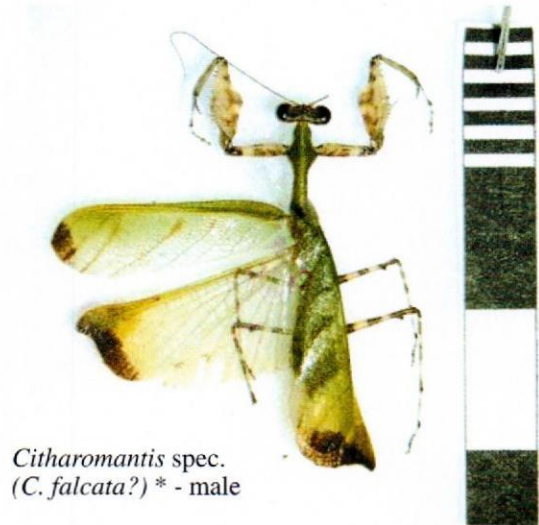 Citharomantis spec.
(C. falcata?) * - male